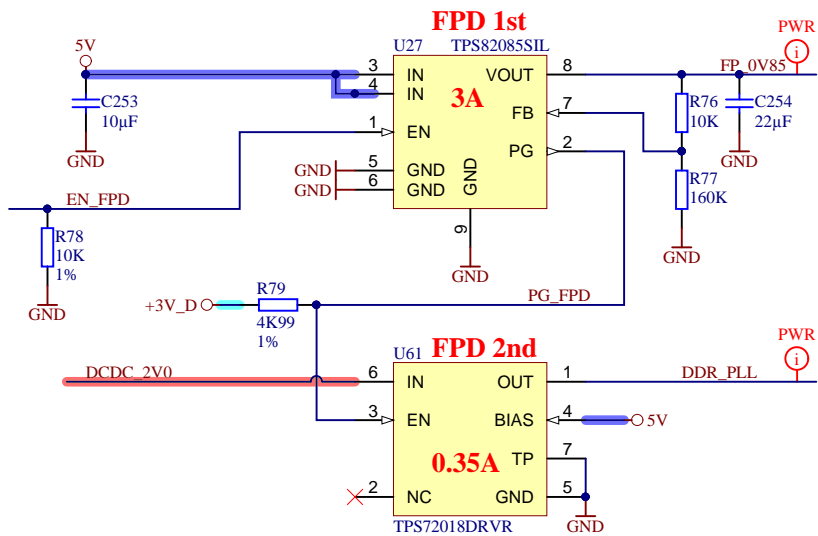 FPD 1st
PWR
i
5V
U27
TPS82085SIL
3
IN
VOUT
8
FP_0V85
4
IN
3A
C253
10µF
R76
10K
C254
22µF
FB
7
1
EN
PG
2
GND
GND
GND
5
GND
GND
6
GND
GND
R77
160K
EN_FPD
9
R78
10K
1%
GND
GND
GND
R79
+3V_D
PG_FPD
4K99
1%
FPD 2nd
PWR
i
U61
DCDC_2V0
6
IN
OUT
1
DDR_PLL
3
EN
BIAS
4
5V
0.35A
TP
7
2
NC
GND
5
TPS72018DRVR
GND